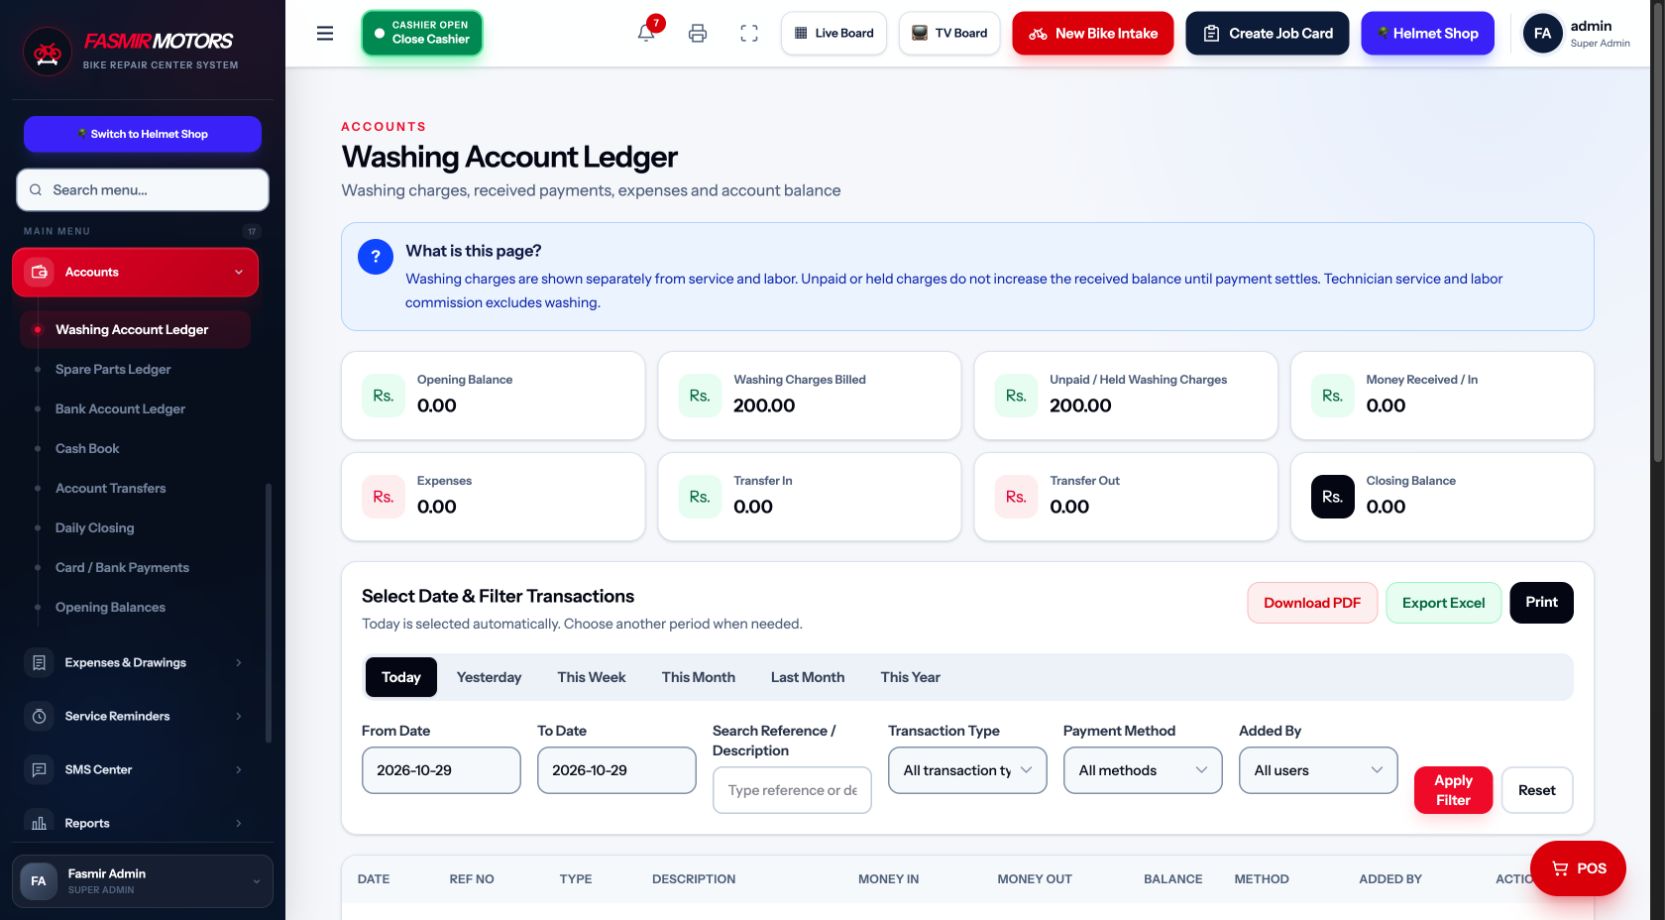 FASMIR MOTORS
BIKE REPAIR CENTER SYSTEM
Switch to Helmet Shop
Search menu...
MAIN MENU 17
Accounts
Washing Account Ledger
Spare Parts Ledger
Bank Account Ledger
Cash Book
Account Transfers
Daily Closing
Card / Bank Payments
Opening Balances
Expenses & Drawings
Service Reminders
SMS Center
Reports
FA
Fasmir Admin
SUPER ADMIN
CASHIER OPEN
Close Cashier
7
Live Board
TV Board
New Bike Intake
Create Job Card
Helmet Shop
FA
admin
Super Admin
ACCOUNTS
Washing Account Ledger
Washing charges, received payments, expenses and account balance
?
What is this page?
Washing charges are shown separately from service and labor. Unpaid or held charges do not increase the received balance until payment settles. Technician service and labor
commission excludes washing.
Rs. Opening Balance
0.00
Rs. Washing Charges Billed
200.00
Rs. Unpaid / Held Washing Charges
200.00
Rs. Money Received / In
0.00
Rs. Expenses
0.00
Rs. Transfer In
0.00
Rs. Transfer Out
0.00
Rs. Closing Balance
0.00
Select Date & Filter Transactions
Today is selected automatically. Choose another period when needed.
Download PDF
Export Excel
Print
Today Yesterday This Week This Month Last Month This Year
From Date
2026-10-29
To Date
2026-10-29
Search Reference /
Description
Type reference or de
Transaction Type
All transaction ty
Payment Method
All methods
Added By
All users
Apply
Filter
Reset
DATE REF NO TYPE DESCRIPTION MONEY IN MONEY OUT BALANCE METHOD ADDED BY ACTIO
POS